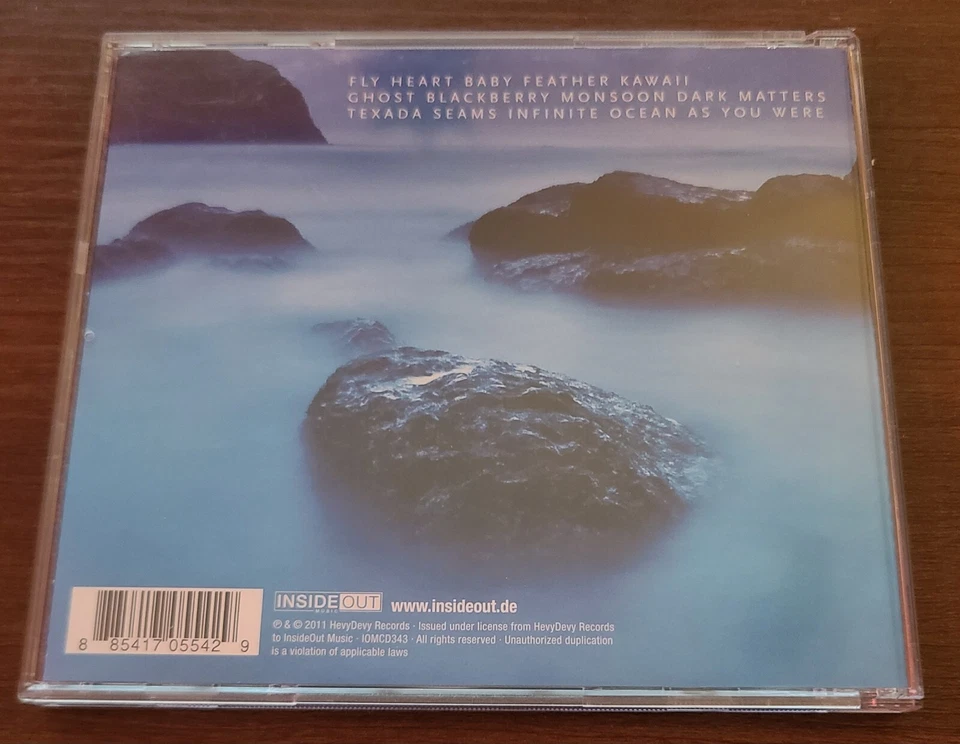 FLY HEART BABY FEATHER KAWAII
GHOST BLACKBERRY MONSOON DARK MATTERS
TEXADA SEAMS INFINITE OCEAN AS YOU WERE
INSIDEOUT
MUSIC
www.insideout.de
℗ & © 2011 HevyDevy Records · Issued under license from HevyDevy Records
to InsideOut Music · IOMCD343 · All rights reserved · Unauthorized duplication
is a violation of applicable laws
8 85417 05542 9